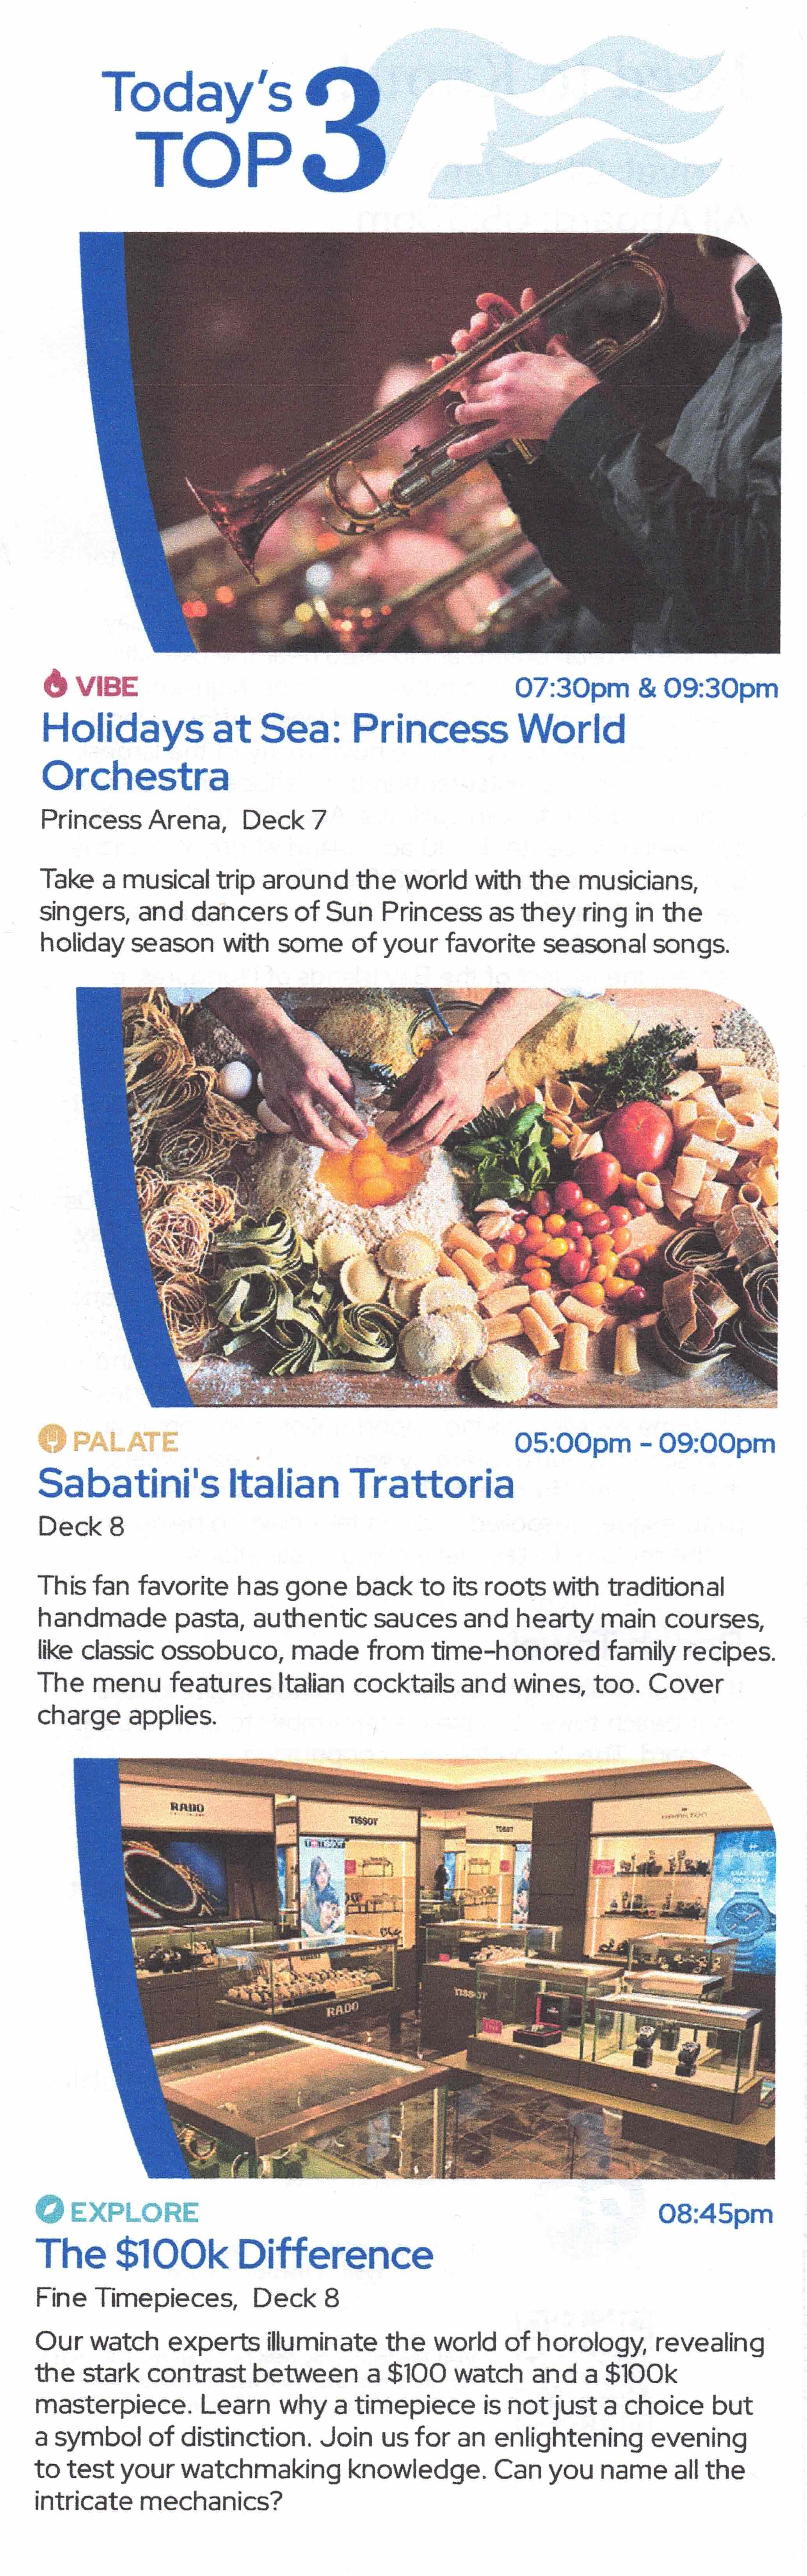 Today's
TOP 3
VIBE
07:30pm & 09:30pm
Holidays at Sea: Princess World
Orchestra
Princess Arena, Deck 7
Take a musical trip around the world with the musicians,
singers, and dancers of Sun Princess as they ring in the
holiday season with some of your favorite seasonal songs.
PALATE
05:00pm - 09:00pm
Sabatini's Italian Trattoria
Deck 8
This fan favorite has gone back to its roots with traditional
handmade pasta, authentic sauces and hearty main courses,
like classic ossobuco, made from time-honored family recipes.
The menu features Italian cocktails and wines, too. Cover
charge applies.
RADO
TISSOT
TISSOT
HAMILTON
TISSOT
RADO
TISSOT
EXPLORE
08:45pm
The $100k Difference
Fine Timepieces, Deck 8
Our watch experts illuminate the world of horology, revealing
the stark contrast between a $100 watch and a $100k
masterpiece. Learn why a timepiece is not just a choice but
a symbol of distinction. Join us for an enlightening evening
to test your watchmaking knowledge. Can you name all the
intricate mechanics?